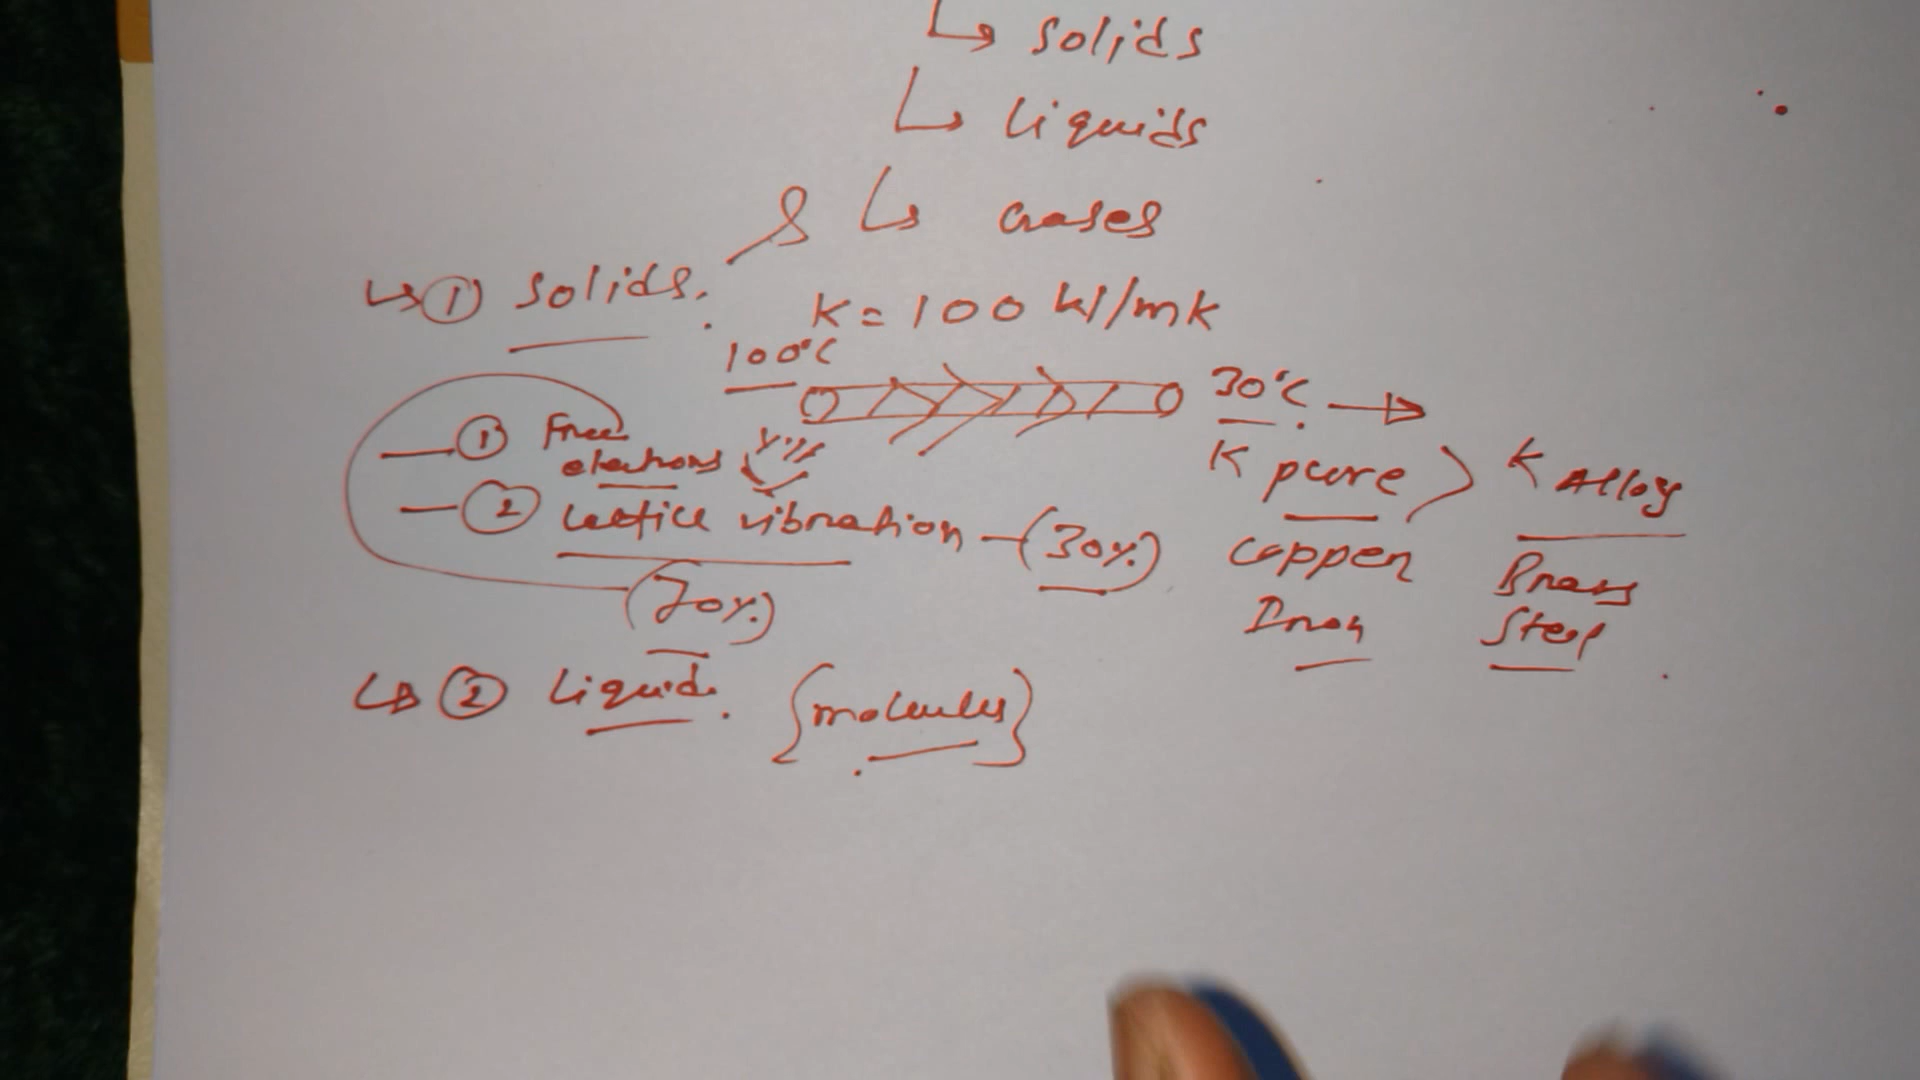 ↳ solids
↳ liquids
↳ Gases
↳ ① solids.
K = 100 W/mK
100°C
30°C →
① Free electrons
K pure > K Alloy
② Lattice vibration - (30%)
Copper Brass
(70%)
Iron Steel
↳ ② Liquid. {molecules}